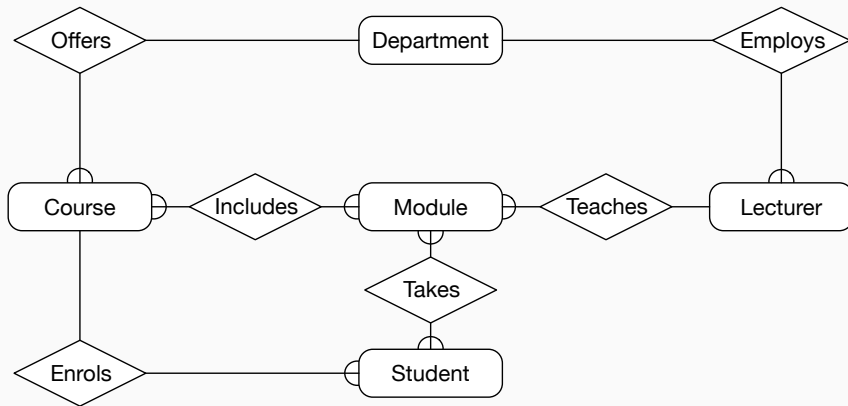 Offers
Department
Employs
Course
Includes
Module
Teaches
Lecturer
Takes
Enrols
Student